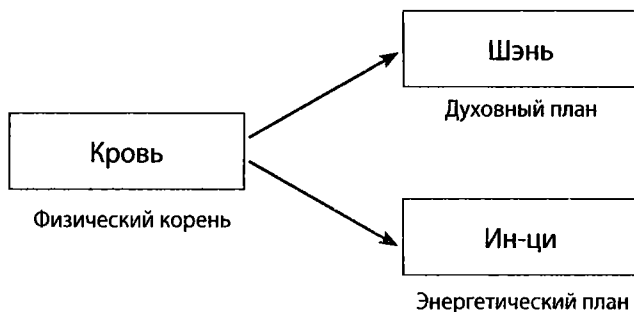 Шэнь
Духовный план
Кровь
Физический корень
Ин-ци
Энергетический план